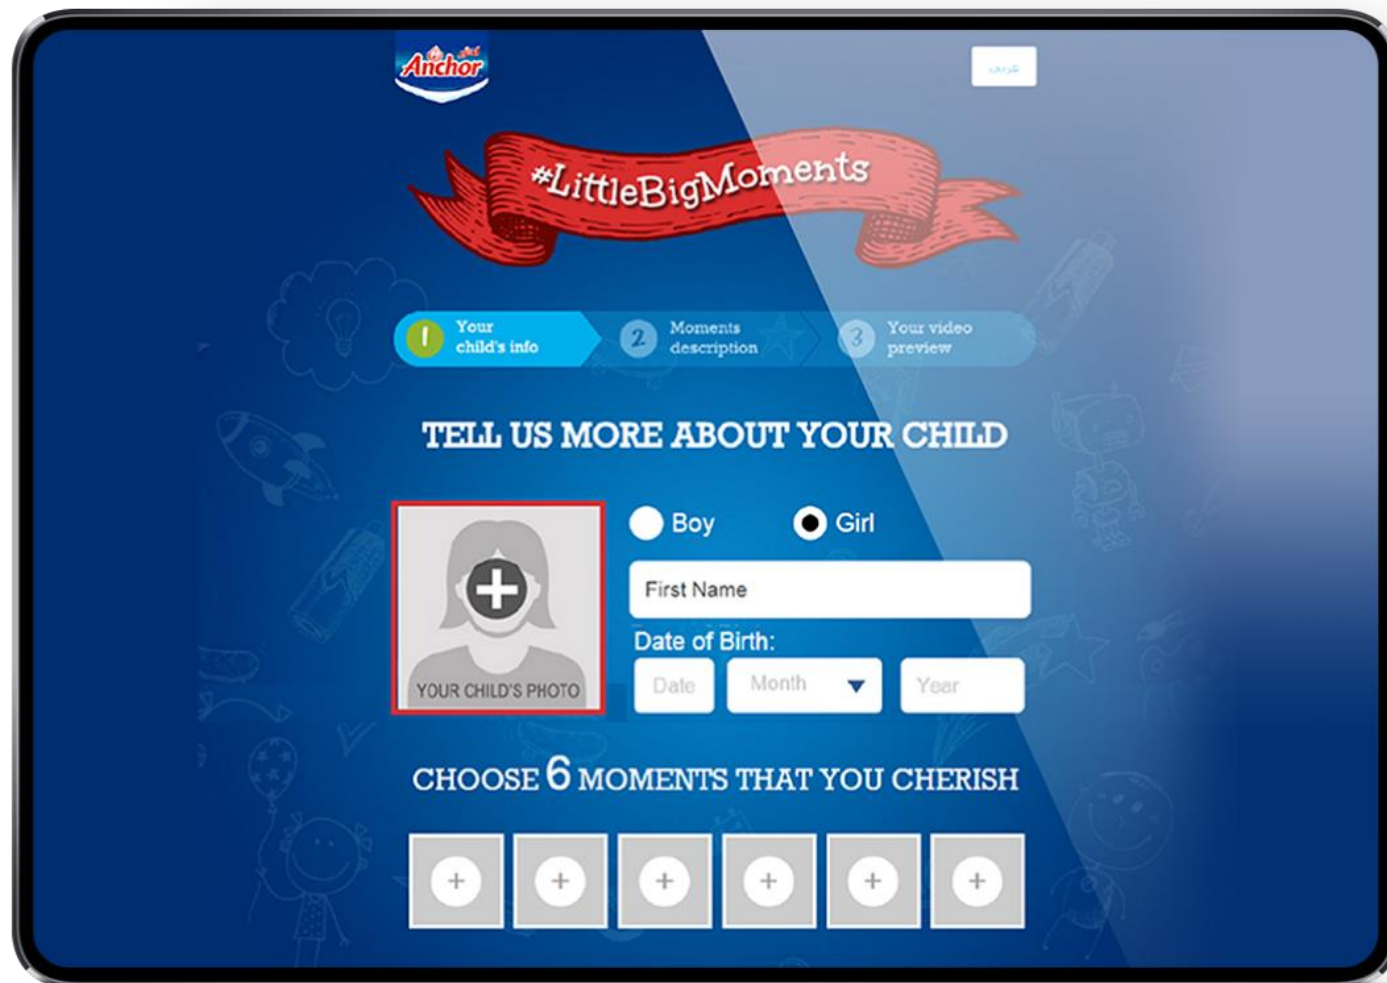 Anchor
عربي
#LittleBigMoments
1 Your child's info
2 Moments description
3 Your video preview
TELL US MORE ABOUT YOUR CHILD
Boy
Girl
First Name
Date of Birth:
YOUR CHILD'S PHOTO
Date
Month
Year
CHOOSE 6 MOMENTS THAT YOU CHERISH